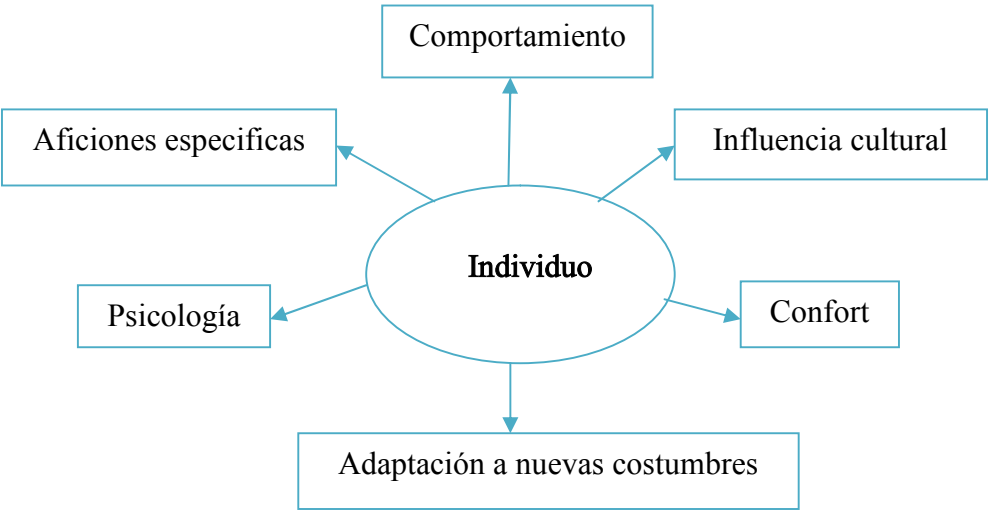 Comportamiento
Aficiones especificas
Influencia cultural
Individuo
Psicología
Confort
Adaptación a nuevas costumbres